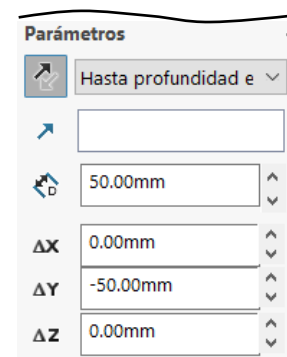 Parámetros
Hasta profundidad e
D 50.00mm
ΔX 0.00mm
ΔY -50.00mm
ΔZ 0.00mm